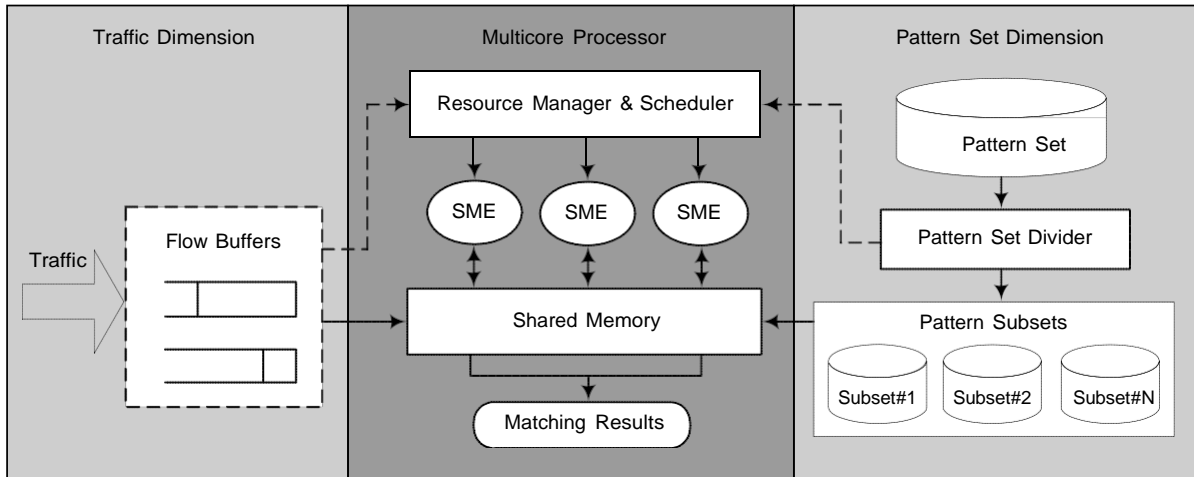 Traffic Dimension
Multicore Processor
Pattern Set Dimension
Resource Manager & Scheduler
Pattern Set
SME
SME
SME
Flow Buffers
Pattern Set Divider
Traffic
Shared Memory
Pattern Subsets
Subset#1
Subset#2
Subset#N
Matching Results